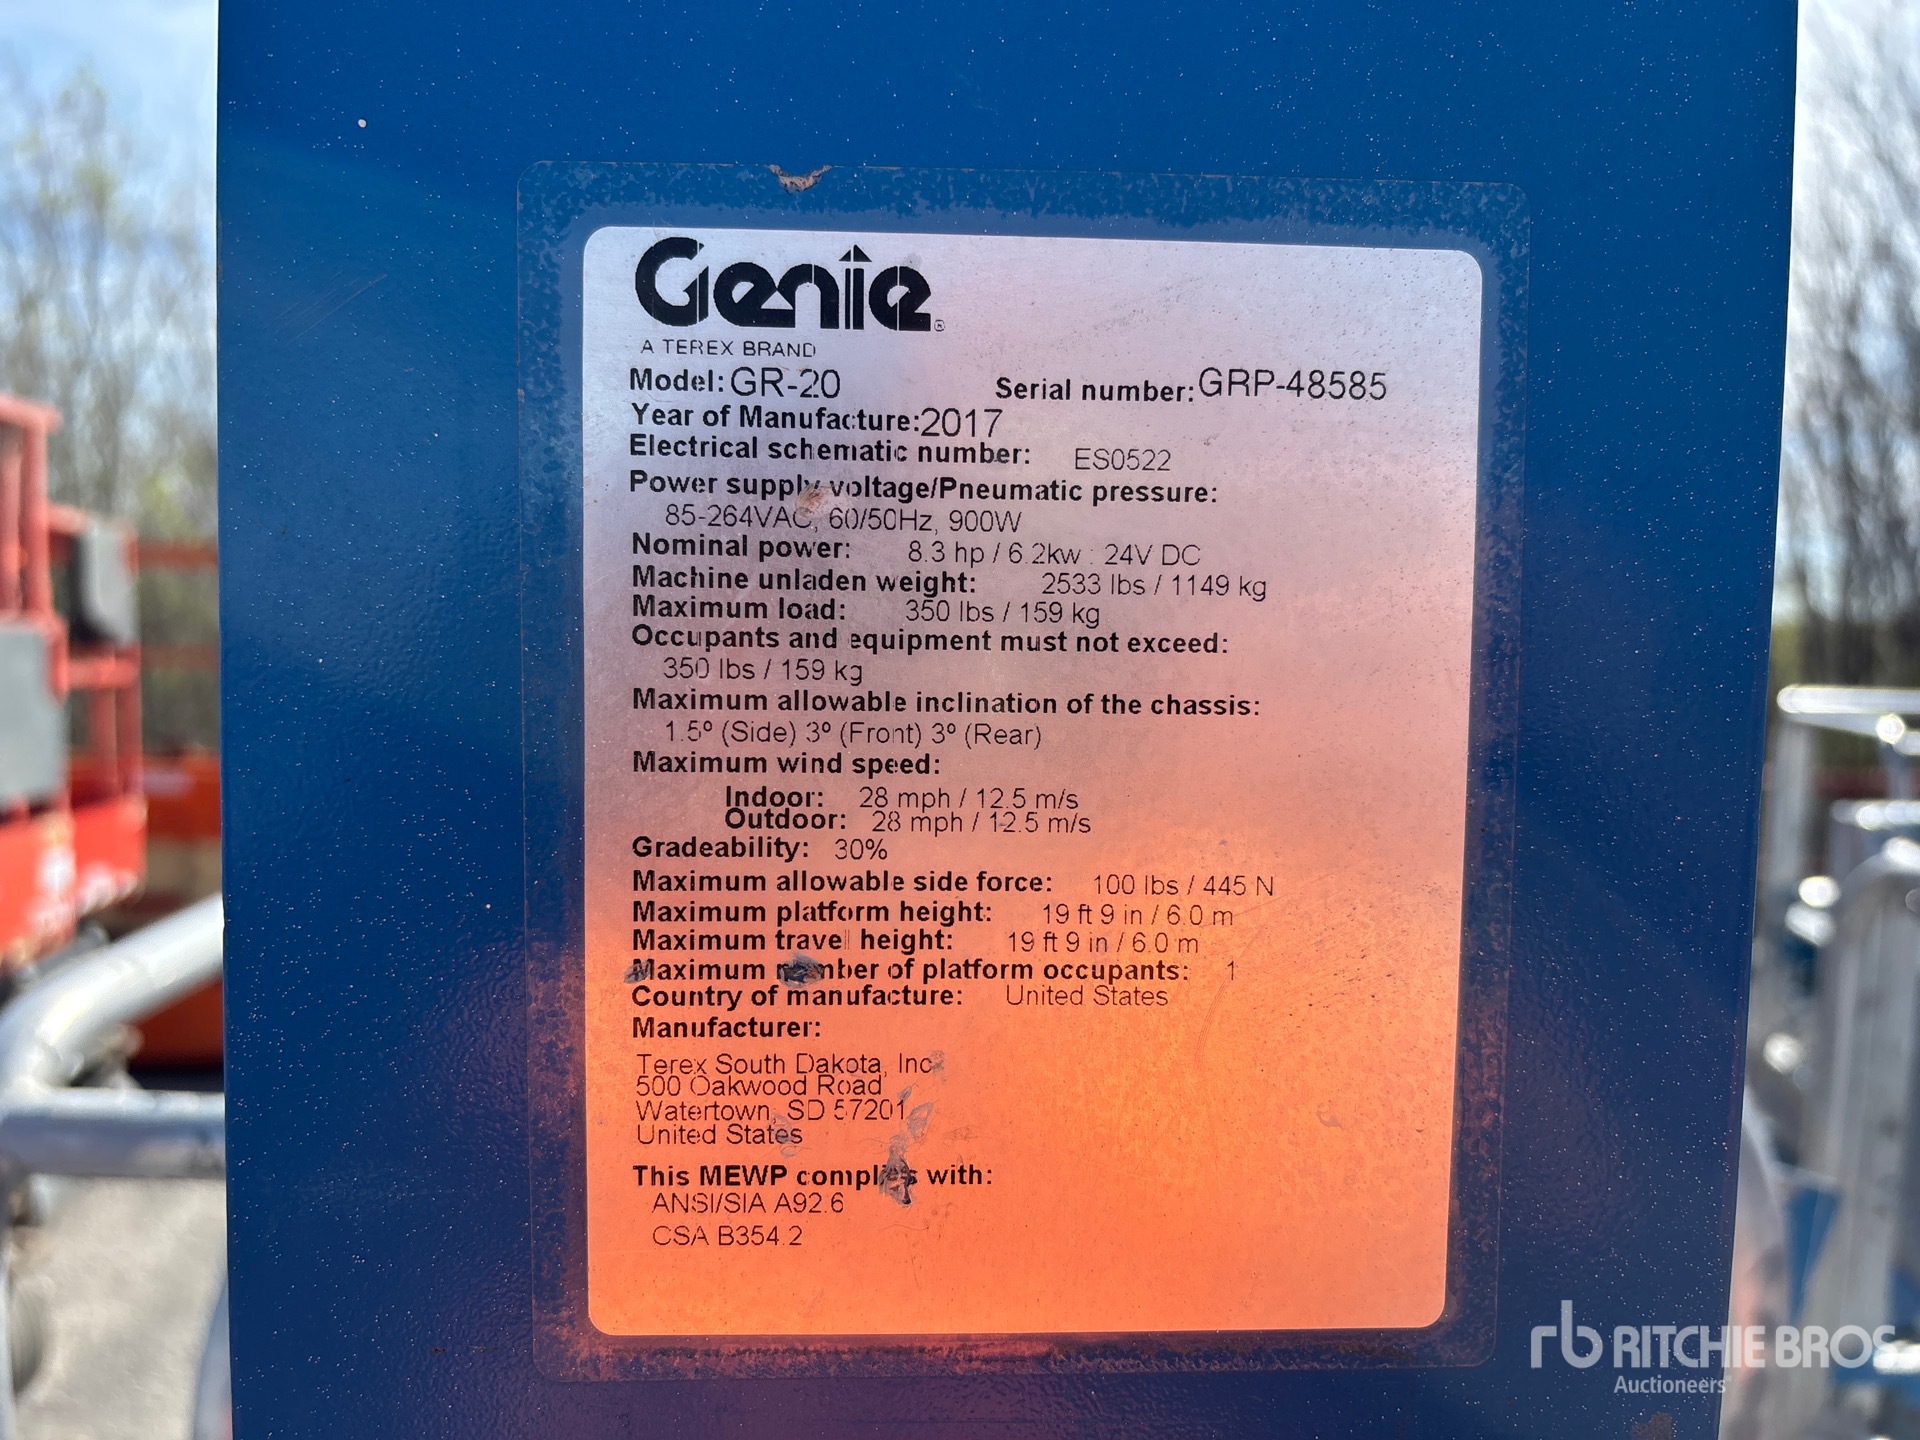 Genie®
A TEREX BRAND
Model: GR-20 Serial number: GRP-48585
Year of Manufacture: 2017
Electrical schematic number: ES0522
Power supply voltage/Pneumatic pressure:
85-264VAC, 60/50Hz, 900W
Nominal power: 8.3 hp / 6.2kw : 24V DC
Machine unladen weight: 2533 lbs / 1149 kg
Maximum load: 350 lbs / 159 kg
Occupants and equipment must not exceed:
350 lbs / 159 kg
Maximum allowable inclination of the chassis:
1.5º (Side) 3º (Front) 3º (Rear)
Maximum wind speed:
Indoor: 28 mph / 12.5 m/s
Outdoor: 28 mph / 12.5 m/s
Gradeability: 30%
Maximum allowable side force: 100 lbs / 445 N
Maximum platform height: 19 ft 9 in / 6.0 m
Maximum travel height: 19 ft 9 in / 6.0 m
Maximum number of platform occupants: 1
Country of manufacture: United States
Manufacturer:
Terex South Dakota, Inc
500 Oakwood Road
Watertown, SD 57201
United States
This MEWP complies with:
ANSI/SIA A92.6
CSA B354.2
rb RITCHIE BROS
Auctioneers